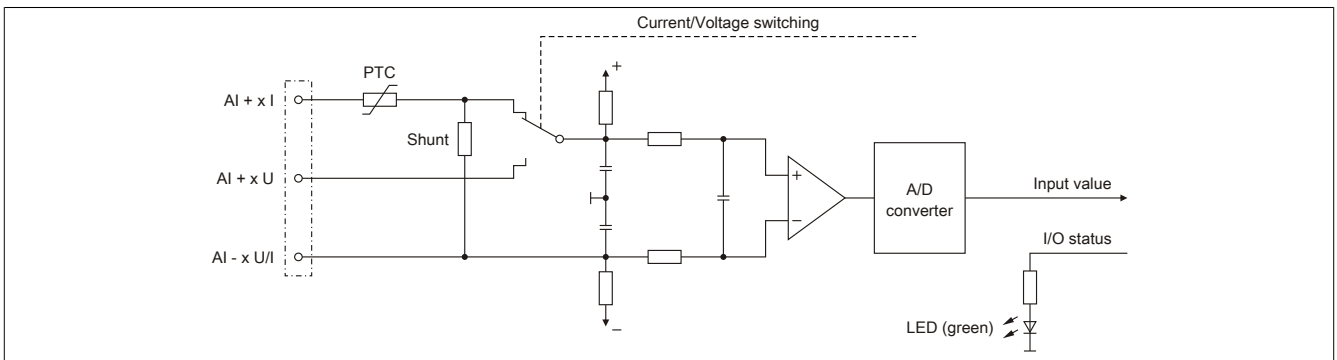 Current/Voltage switching
+
PTC
AI + x I
Shunt
AI + x U
+
−
A/D
converter
Input value
I/O status
AI - x U/I
−
LED (green)